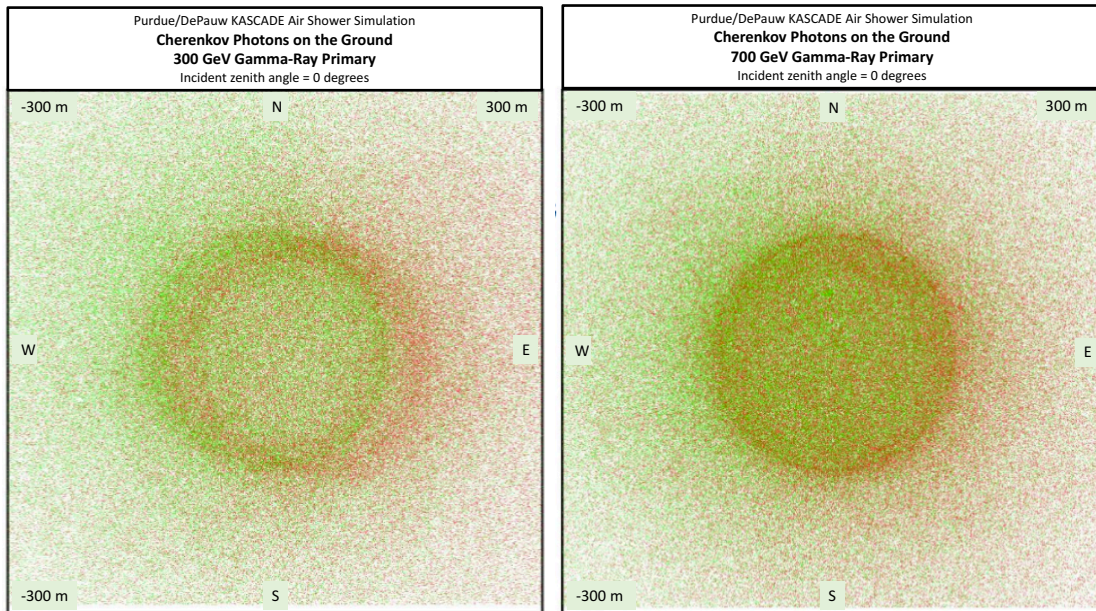 Purdue/DePauw KASCADE Air Shower Simulation
Cherenkov Photons on the Ground
300 GeV Gamma-Ray Primary
Incident zenith angle = 0 degrees
-300 m
N
300 m
W
E
-300 m
S
Purdue/DePauw KASCADE Air Shower Simulation
Cherenkov Photons on the Ground
700 GeV Gamma-Ray Primary
Incident zenith angle = 0 degrees
-300 m
N
300 m
W
E
-300 m
S